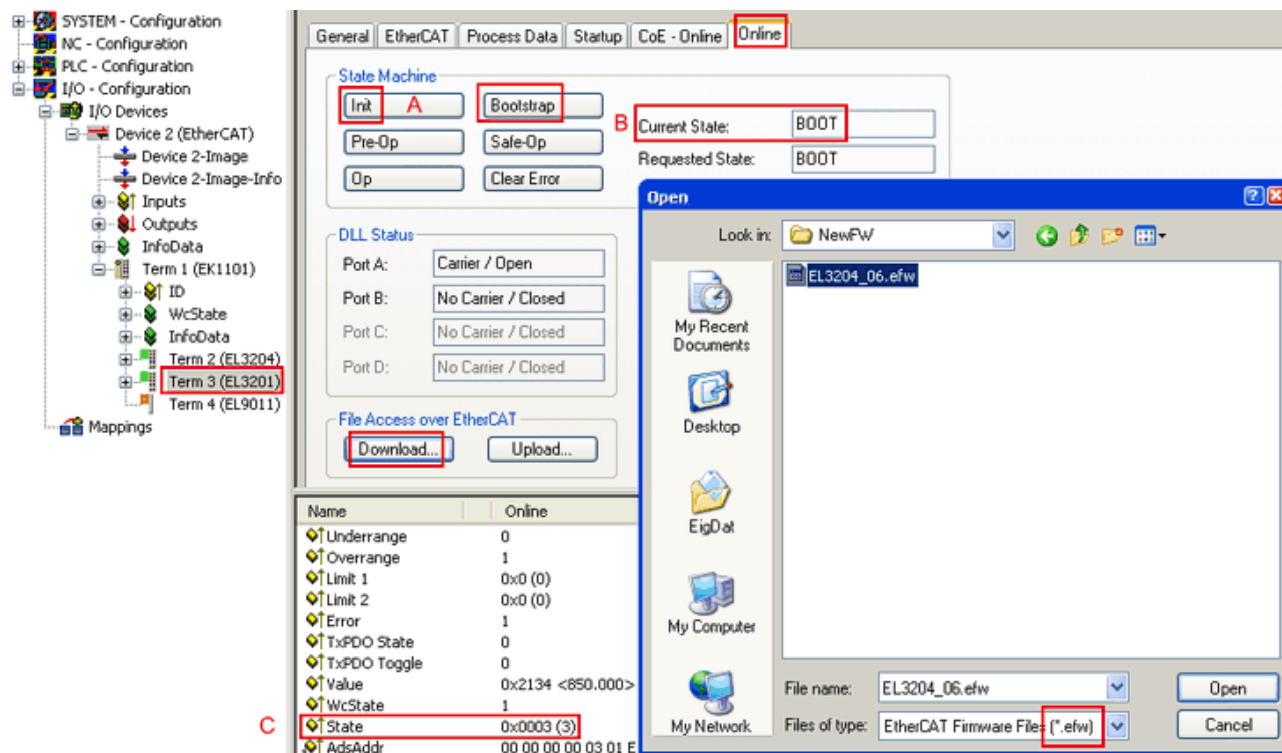 SYSTEM - Configuration
NC - Configuration
PLC - Configuration
I/O - Configuration
I/O Devices
Device 2 (EtherCAT)
Device 2-Image
Device 2-Image-Info
Inputs
Outputs
InfoData
Term 1 (EK1101)
ID
WcState
InfoData
Term 2 (EL3204)
Term 3 (EL3201)
Term 4 (EL9011)
Mappings
General EtherCAT Process Data Startup CoE - Online Online
State Machine
Init A Bootstrap
Pre-Op Safe-Op
Op Clear Error
B Current State: BOOT
Requested State: BOOT
DLL Status
Port A: Carrier / Open
Port B: No Carrier / Closed
Port C: No Carrier / Closed
Port D: No Carrier / Closed
File Access over EtherCAT
Download... Upload...
Name Online
Underrange 0
Overrange 1
Limit 1 0x0 (0)
Limit 2 0x0 (0)
Error 1
TxPDO State 0
TxPDO Toggle 0
Value 0x2134 <850.000>
WcState 1
C State 0x0003 (3)
AdsAddr 00 00 00 00 03 01 E
Open
Look in: NewFW
EL3204_06.efw
My Recent
Documents
Desktop
EigDat
My Computer
My Network
File name: EL3204_06.efw Open
Files of type: EtherCAT Firmware Files (*.efw) Cancel